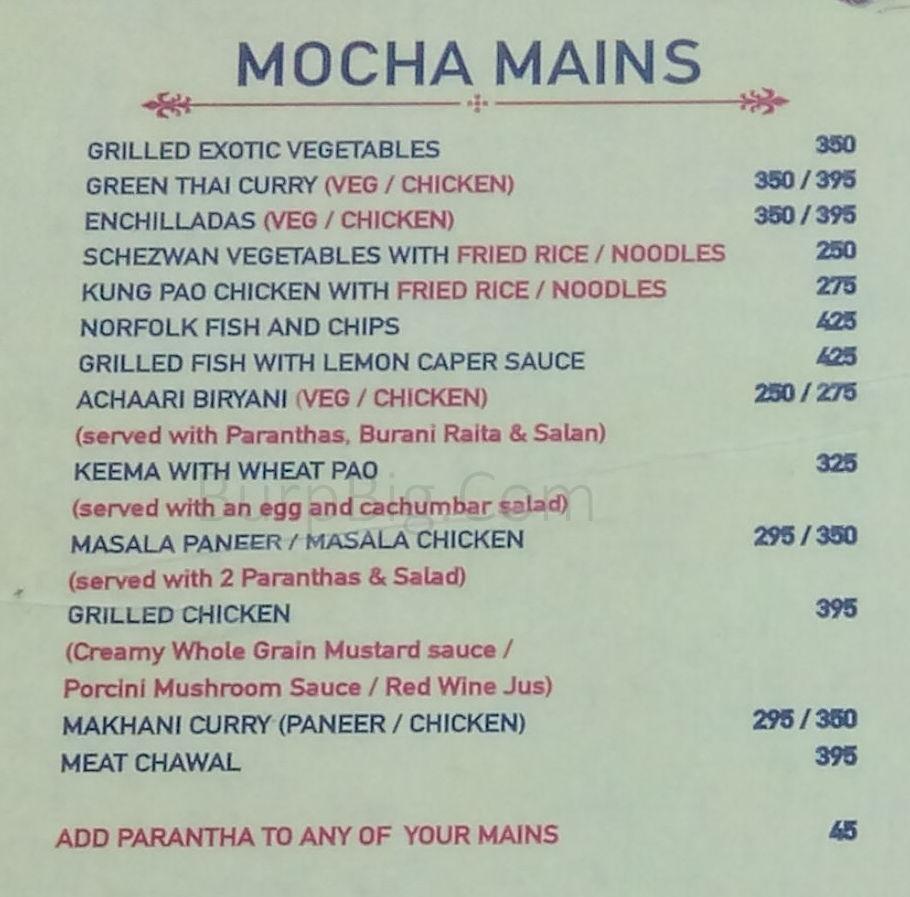 MOCHA MAINS
GRILLED EXOTIC VEGETABLES 350
GREEN THAI CURRY (VEG / CHICKEN) 350 / 395
ENCHILLADAS (VEG / CHICKEN) 350 / 395
SCHEZWAN VEGETABLES WITH FRIED RICE / NOODLES 250
KUNG PAO CHICKEN WITH FRIED RICE / NOODLES 275
NORFOLK FISH AND CHIPS 425
GRILLED FISH WITH LEMON CAPER SAUCE 425
ACHAARI BIRYANI (VEG / CHICKEN) 250 / 275
(served with Paranthas, Burani Raita & Salan)
KEEMA WITH WHEAT PAO 325
BurpBig.Com
(served with an egg and cachumbar salad)
MASALA PANEER / MASALA CHICKEN 295 / 350
(served with 2 Paranthas & Salad)
GRILLED CHICKEN 395
(Creamy Whole Grain Mustard sauce /
Porcini Mushroom Sauce / Red Wine Jus)
MAKHANI CURRY (PANEER / CHICKEN) 295 / 350
MEAT CHAWAL 395
ADD PARANTHA TO ANY OF YOUR MAINS 45